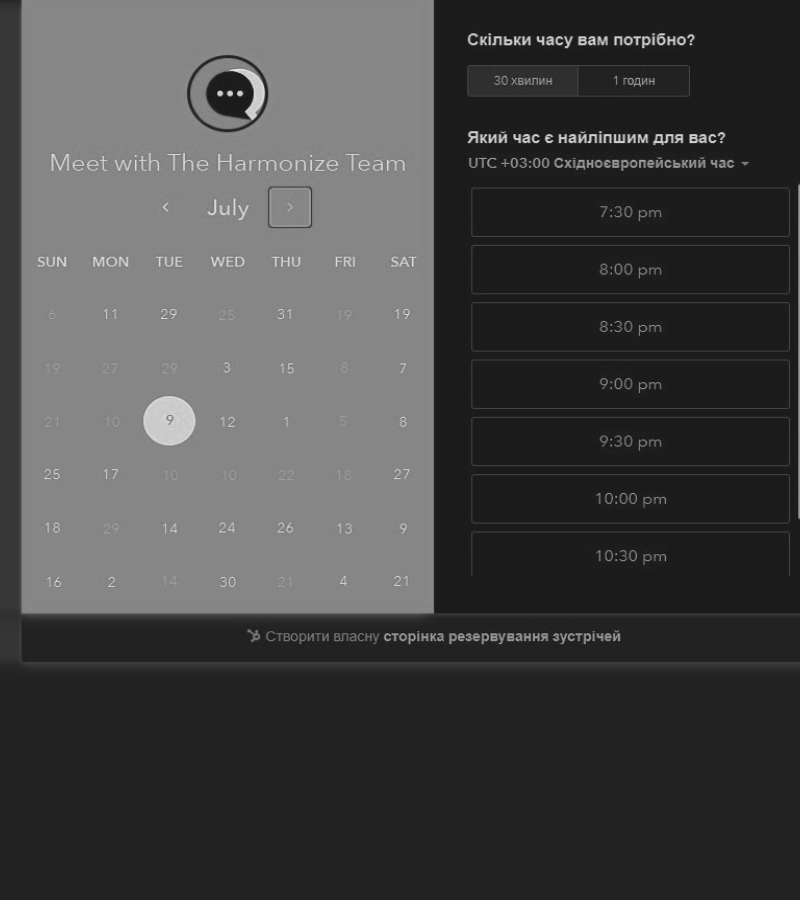 Meet with The Harmonize Team
July
SUN MON TUE WED THU FRI SAT
6 11 29 25 31 19 19
19 27 29 3 15 8 7
21 10 9 12 1 5 8
25 17 10 10 22 18 27
18 29 14 24 26 13 9
16 2 14 30 21 4 21
Скільки часу вам потрібно?
30 хвилин 1 годин
Який час є найліпшим для вас?
UTC +03:00 Східноєвропейський час
7:30 pm
8:00 pm
8:30 pm
9:00 pm
9:30 pm
10:00 pm
10:30 pm
Створити власну сторінка резервування зустрічей